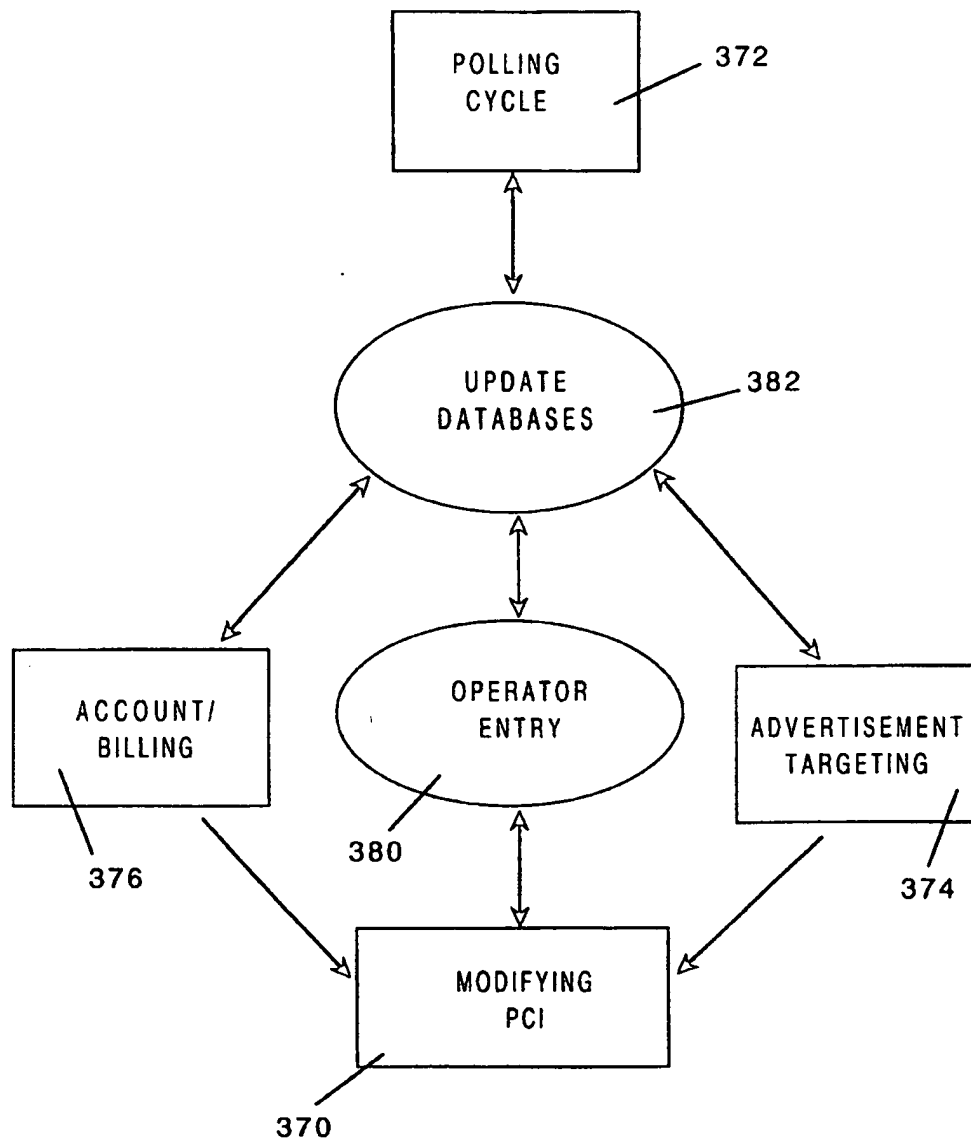 POLLING
CYCLE
372
UPDATE
DATABASES
382
ACCOUNT/
BILLING
376
OPERATOR
ENTRY
380
ADVERTISEMENT
TARGETING
374
MODIFYING
PCI
370